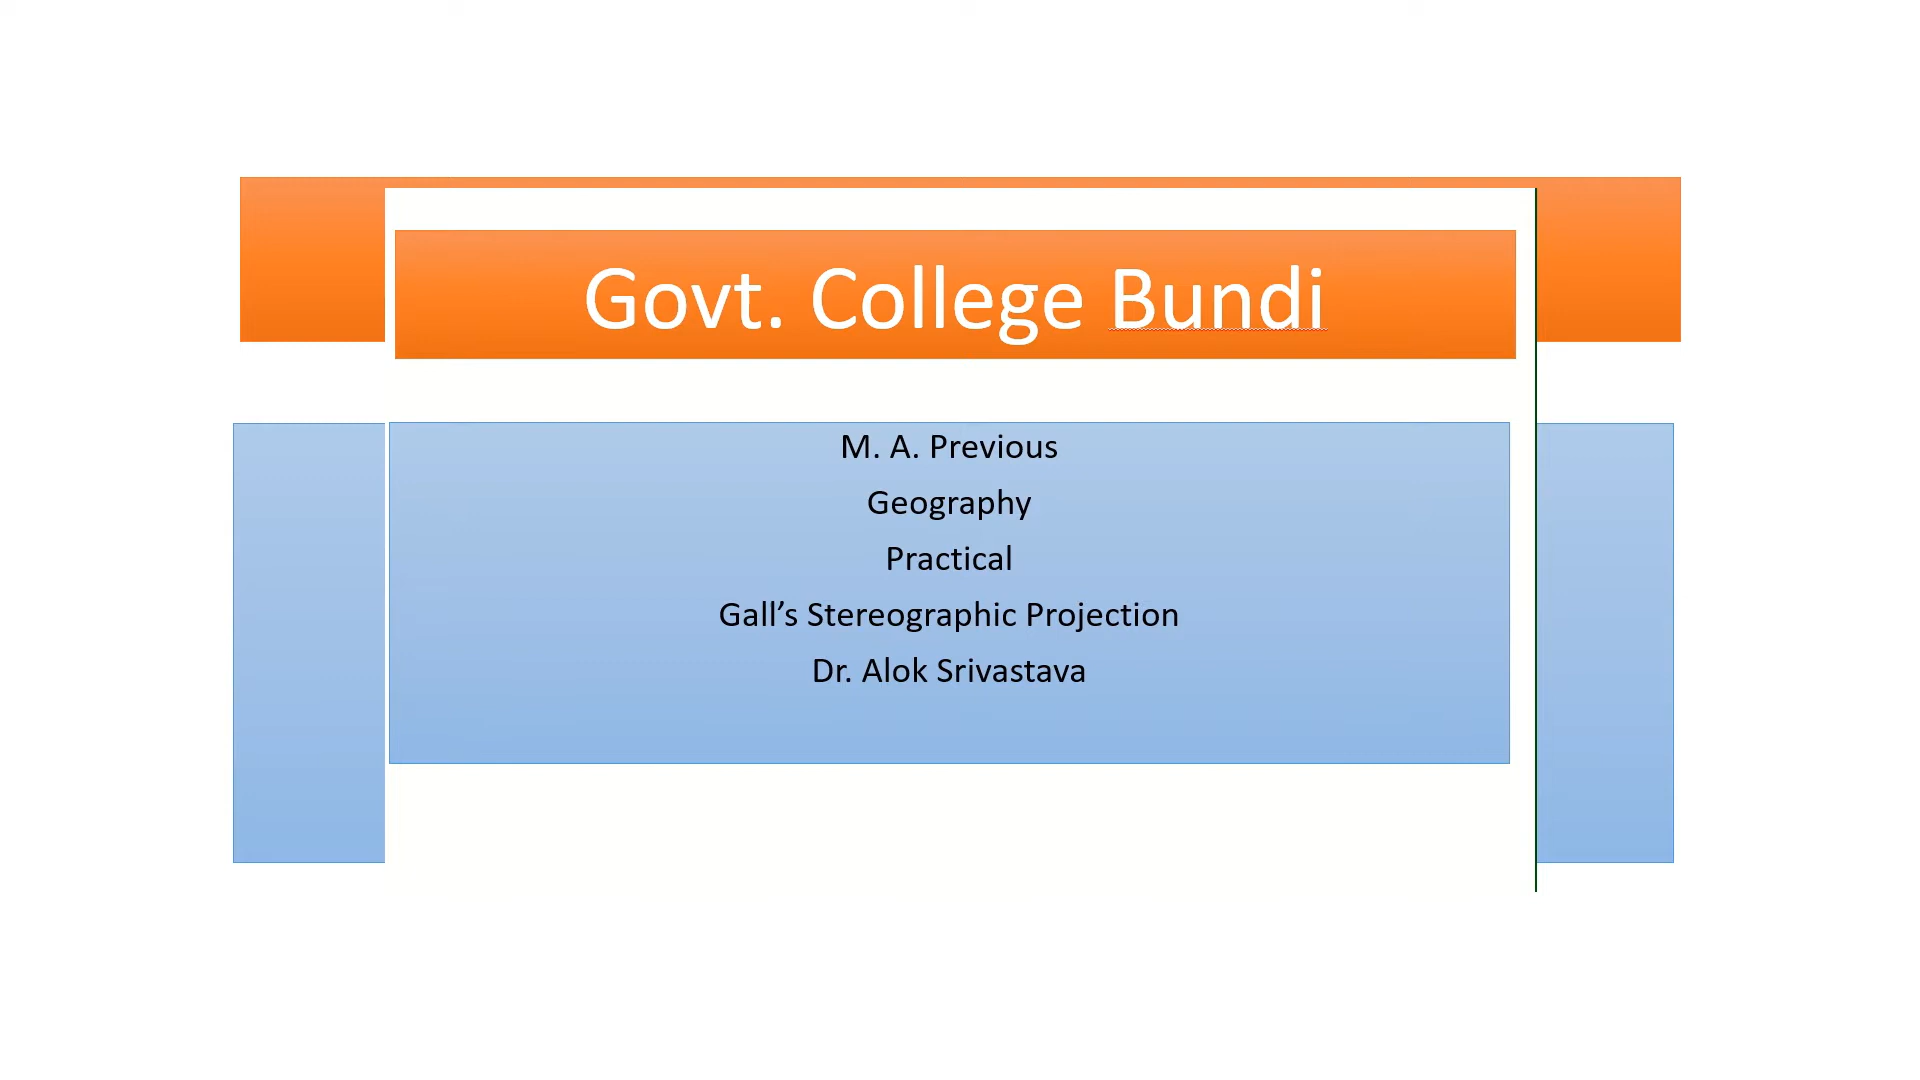 Govt. College Bundi
M. A. Previous
Geography
Practical
Gall’s Stereographic Projection
Dr. Alok Srivastava